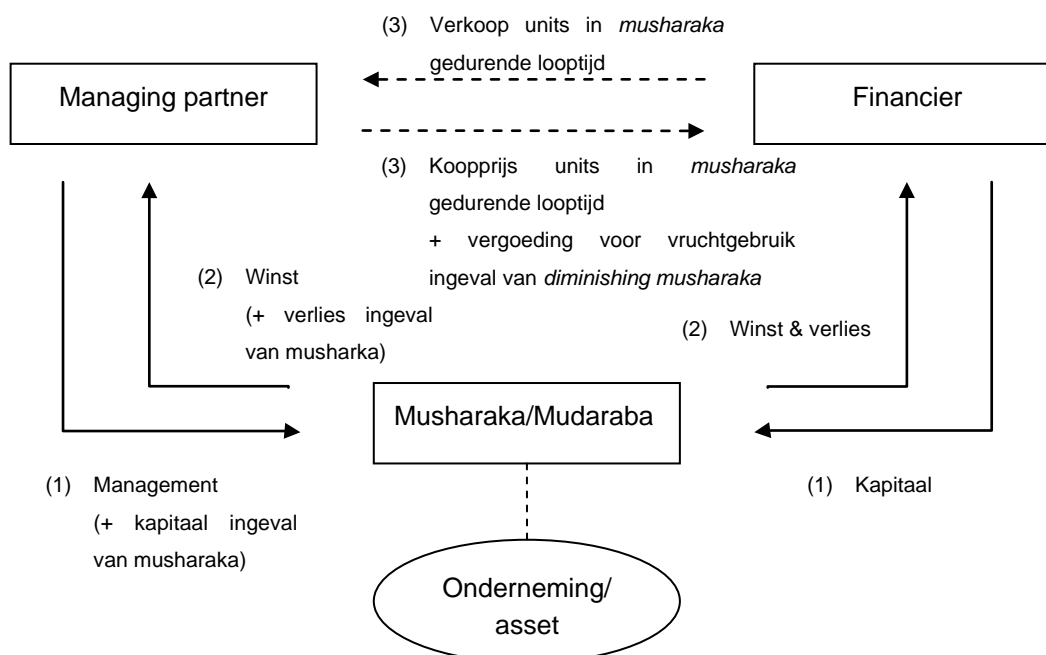 (3) Verkoop units in musharaka
gedurende looptijd
Managing partner
Financier
(3) Koopprijs units in musharaka
gedurende looptijd
+ vergoeding voor vruchtgebruik
ingeval van diminishing musharaka
(2) Winst
(+ verlies ingeval
van musharka)
(2) Winst & verlies
Musharaka/Mudaraba
(1) Management
(+ kapitaal ingeval
van musharaka)
(1) Kapitaal
Onderneming/
asset